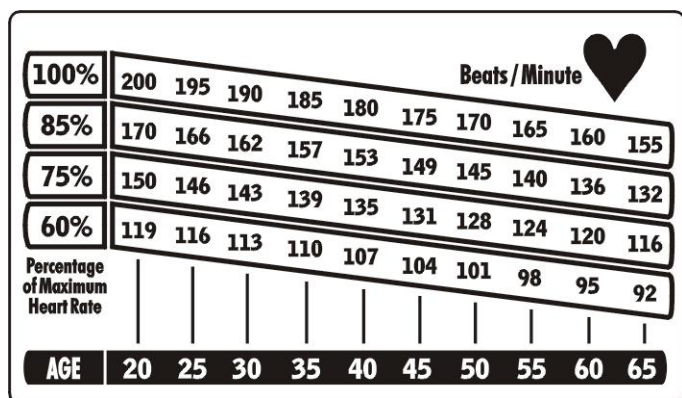 Beats/Minute
100% 200 195 190 185 180 175 170 165 160 155
85% 170 166 162 157 153 149 145 140 136 132
75% 150 146 143 139 135 131 128 124 120 116
60% 119 116 113 110 107 104 101 98 95 92
Percentage
of Maximum
Heart Rate
AGE 20 25 30 35 40 45 50 55 60 65